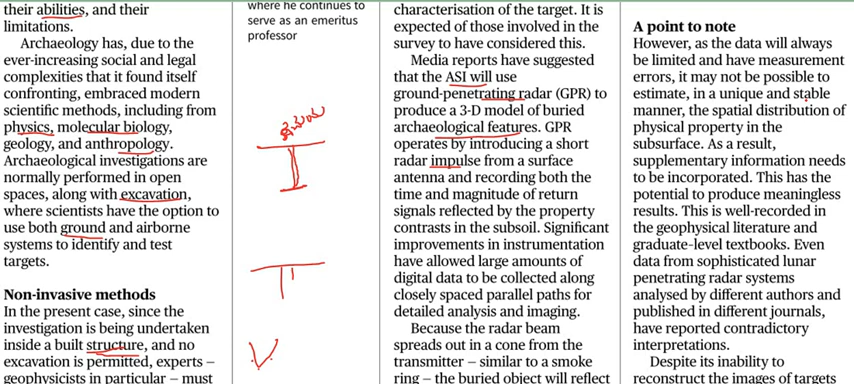 their abilities, and their
limitations.
Archaeology has, due to the
ever-increasing social and legal
complexities that it found itself
confronting, embraced modern
scientific methods, including from
physics, molecular biology,
geology, and anthropology.
Archaeological investigations are
normally performed in open
spaces, along with excavation,
where scientists have the option to
use both ground and airborne
systems to identify and test
targets.
Non-invasive methods
In the present case, since the
investigation is being undertaken
inside a built structure, and no
excavation is permitted, experts –
geophysicists in particular – must
where he continues to
serve as an emeritus
professor
characterisation of the target. It is
expected of those involved in the
survey to have considered this.
Media reports have suggested
that the ASI will use
ground-penetrating radar (GPR) to
produce a 3-D model of buried
archaeological features. GPR
operates by introducing a short
radar impulse from a surface
antenna and recording both the
time and magnitude of return
signals reflected by the property
contrasts in the subsoil. Significant
improvements in instrumentation
have allowed large amounts of
digital data to be collected along
closely spaced parallel paths for
detailed analysis and imaging.
Because the radar beam
spreads out in a cone from the
transmitter – similar to a smoke
ring – the buried object will reflect
A point to note
However, as the data will always
be limited and have measurement
errors, it may not be possible to
estimate, in a unique and stable
manner, the spatial distribution of
physical property in the
subsurface. As a result,
supplementary information needs
to be incorporated. This has the
potential to produce meaningless
results. This is well-recorded in
the geophysical literature and
graduate-level textbooks. Even
data from sophisticated lunar
penetrating radar systems
analysed by different authors and
published in different journals,
have reported contradictory
interpretations.
Despite its inability to
reconstruct the images of targets